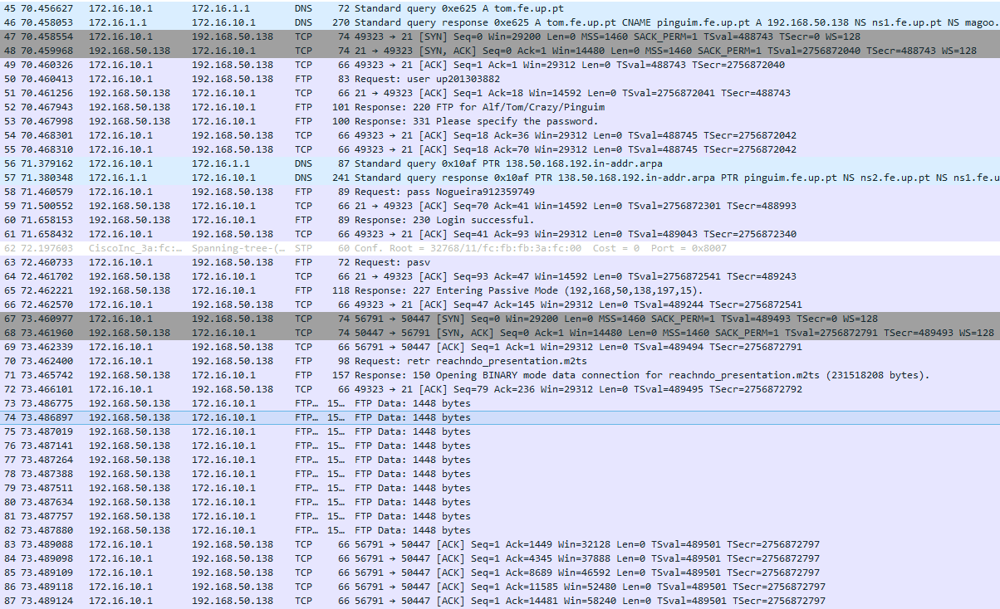 45 70.456627 172.16.10.1 172.16.1.1 DNS 72 Standard query 0xe625 A tom.fe.up.pt
46 70.458053 172.16.1.1 172.16.10.1 DNS 270 Standard query response 0xe625 A tom.fe.up.pt CNAME pinguim.fe.up.pt A 192.168.50.138 NS ns1.fe.up.pt NS magoo.
47 70.458554 172.16.10.1 192.168.50.138 TCP 74 49323 → 21 [SYN] Seq=0 Win=29200 Len=0 MSS=1460 SACK_PERM=1 TSval=488743 TSecr=0 WS=128
48 70.459968 192.168.50.138 172.16.10.1 TCP 74 21 → 49323 [SYN, ACK] Seq=0 Ack=1 Win=14480 Len=0 MSS=1460 SACK_PERM=1 TSval=2756872040 TSecr=488743 WS=128
49 70.460326 172.16.10.1 192.168.50.138 TCP 66 49323 → 21 [ACK] Seq=1 Ack=1 Win=29312 Len=0 TSval=488743 TSecr=2756872040
50 70.460413 172.16.10.1 192.168.50.138 FTP 83 Request: user up201303882
51 70.461256 192.168.50.138 172.16.10.1 TCP 66 21 → 49323 [ACK] Seq=1 Ack=18 Win=14592 Len=0 TSval=2756872041 TSecr=488743
52 70.467943 192.168.50.138 172.16.10.1 FTP 101 Response: 220 FTP for Alf/Tom/Crazy/Pinguim
53 70.467998 192.168.50.138 172.16.10.1 FTP 100 Response: 331 Please specify the password.
54 70.468301 172.16.10.1 192.168.50.138 TCP 66 49323 → 21 [ACK] Seq=18 Ack=36 Win=29312 Len=0 TSval=488745 TSecr=2756872042
55 70.468310 172.16.10.1 192.168.50.138 TCP 66 49323 → 21 [ACK] Seq=18 Ack=70 Win=29312 Len=0 TSval=488745 TSecr=2756872042
56 71.379162 172.16.10.1 172.16.1.1 DNS 87 Standard query 0x10af PTR 138.50.168.192.in-addr.arpa
57 71.380348 172.16.1.1 172.16.10.1 DNS 241 Standard query response 0x10af PTR 138.50.168.192.in-addr.arpa PTR pinguim.fe.up.pt NS ns2.fe.up.pt NS ns1.fe.u
58 71.460579 172.16.10.1 192.168.50.138 FTP 89 Request: pass Nogueira912359749
59 71.500552 192.168.50.138 172.16.10.1 TCP 66 21 → 49323 [ACK] Seq=70 Ack=41 Win=14592 Len=0 TSval=2756872301 TSecr=488993
60 71.658153 192.168.50.138 172.16.10.1 FTP 89 Response: 230 Login successful.
61 71.658432 172.16.10.1 192.168.50.138 TCP 66 49323 → 21 [ACK] Seq=41 Ack=93 Win=29312 Len=0 TSval=489043 TSecr=2756872340
62 72.197603 CiscoInc_3a:fc:… Spanning-tree-(… STP 60 Conf. Root = 32768/11/fc:fb:fb:3a:fc:00 Cost = 0 Port = 0x8007
63 72.460733 172.16.10.1 192.168.50.138 FTP 72 Request: pasv
64 72.461702 192.168.50.138 172.16.10.1 TCP 66 21 → 49323 [ACK] Seq=93 Ack=47 Win=14592 Len=0 TSval=2756872541 TSecr=489243
65 72.462221 192.168.50.138 172.16.10.1 FTP 118 Response: 227 Entering Passive Mode (192,168,50,138,197,15).
66 72.462570 172.16.10.1 192.168.50.138 TCP 66 49323 → 21 [ACK] Seq=47 Ack=145 Win=29312 Len=0 TSval=489244 TSecr=2756872541
67 73.460977 172.16.10.1 192.168.50.138 TCP 74 56791 → 50447 [SYN] Seq=0 Win=29200 Len=0 MSS=1460 SACK_PERM=1 TSval=489493 TSecr=0 WS=128
68 73.461960 192.168.50.138 172.16.10.1 TCP 74 50447 → 56791 [SYN, ACK] Seq=0 Ack=1 Win=14480 Len=0 MSS=1460 SACK_PERM=1 TSval=2756872791 TSecr=489493 WS=128
69 73.462339 172.16.10.1 192.168.50.138 TCP 66 56791 → 50447 [ACK] Seq=1 Ack=1 Win=29312 Len=0 TSval=489494 TSecr=2756872791
70 73.462400 172.16.10.1 192.168.50.138 FTP 98 Request: retr reachndo_presentation.m2ts
71 73.465742 192.168.50.138 172.16.10.1 FTP 157 Response: 150 Opening BINARY mode data connection for reachndo_presentation.m2ts (231518208 bytes).
72 73.466101 172.16.10.1 192.168.50.138 TCP 66 49323 → 21 [ACK] Seq=79 Ack=236 Win=29312 Len=0 TSval=489495 TSecr=2756872792
73 73.486775 192.168.50.138 172.16.10.1 FTP… 15… FTP Data: 1448 bytes
74 73.486897 192.168.50.138 172.16.10.1 FTP… 15… FTP Data: 1448 bytes
75 73.487019 192.168.50.138 172.16.10.1 FTP… 15… FTP Data: 1448 bytes
76 73.487141 192.168.50.138 172.16.10.1 FTP… 15… FTP Data: 1448 bytes
77 73.487264 192.168.50.138 172.16.10.1 FTP… 15… FTP Data: 1448 bytes
78 73.487388 192.168.50.138 172.16.10.1 FTP… 15… FTP Data: 1448 bytes
79 73.487511 192.168.50.138 172.16.10.1 FTP… 15… FTP Data: 1448 bytes
80 73.487634 192.168.50.138 172.16.10.1 FTP… 15… FTP Data: 1448 bytes
81 73.487757 192.168.50.138 172.16.10.1 FTP… 15… FTP Data: 1448 bytes
82 73.487880 192.168.50.138 172.16.10.1 FTP… 15… FTP Data: 1448 bytes
83 73.489088 172.16.10.1 192.168.50.138 TCP 66 56791 → 50447 [ACK] Seq=1 Ack=1449 Win=32128 Len=0 TSval=489501 TSecr=2756872797
84 73.489098 172.16.10.1 192.168.50.138 TCP 66 56791 → 50447 [ACK] Seq=1 Ack=4345 Win=37888 Len=0 TSval=489501 TSecr=2756872797
85 73.489109 172.16.10.1 192.168.50.138 TCP 66 56791 → 50447 [ACK] Seq=1 Ack=8689 Win=46592 Len=0 TSval=489501 TSecr=2756872797
86 73.489118 172.16.10.1 192.168.50.138 TCP 66 56791 → 50447 [ACK] Seq=1 Ack=11585 Win=52480 Len=0 TSval=489501 TSecr=2756872797
87 73.489124 172.16.10.1 192.168.50.138 TCP 66 56791 → 50447 [ACK] Seq=1 Ack=14481 Win=58240 Len=0 TSval=489501 TSecr=2756872797